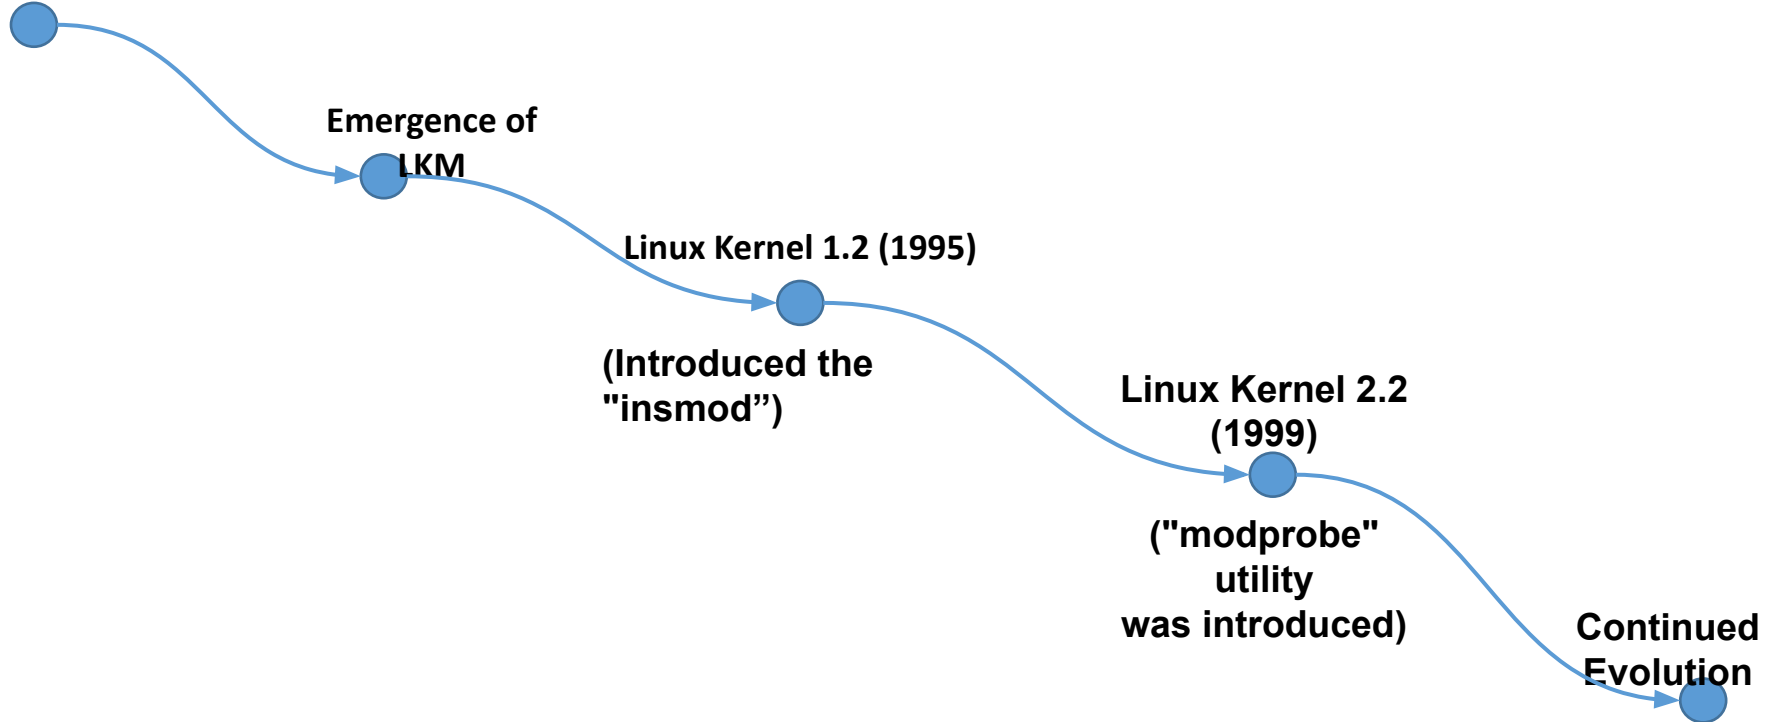 Emergence of
LKM
Linux Kernel 1.2 (1995)
(Introduced the
"insmod”)
Linux Kernel 2.2
(1999)
("modprobe"
utility
was introduced)
Continued
Evolution